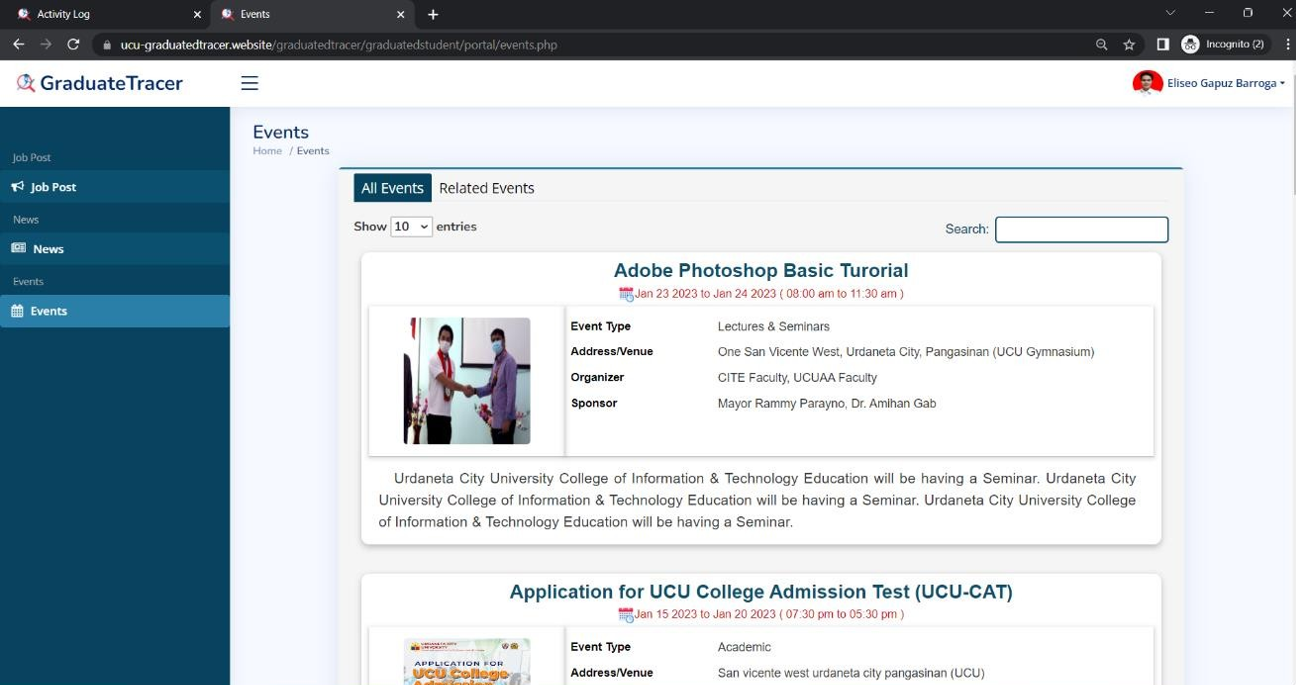 Activity Log
Events
ucu-graduatedtracer.website/graduatedtracer/graduatedstudent/portal/events.php
Incognito (2)
GraduateTracer
Eliseo Gapuz Barroga
Job Post
Job Post
News
News
Events
Events
Events
Home / Events
All Events Related Events
Show 10 entries
Search:
Adobe Photoshop Basic Turorial
Jan 23 2023 to Jan 24 2023 ( 08:00 am to 11:30 am )
Event Type Lectures & Seminars
Address/Venue One San Vicente West, Urdaneta City, Pangasinan (UCU Gymnasium)
Organizer CITE Faculty, UCUAA Faculty
Sponsor Mayor Rammy Parayno, Dr. Amihan Gab
Urdaneta City University College of Information & Technology Education will be having a Seminar. Urdaneta City
University College of Information & Technology Education will be having a Seminar. Urdaneta City University College
of Information & Technology Education will be having a Seminar.
Application for UCU College Admission Test (UCU-CAT)
Jan 15 2023 to Jan 20 2023 ( 07:30 pm to 05:30 pm )
Event Type Academic
APPLICATION FOR
UCU College
Address/Venue San vicente west urdaneta city pangasinan (UCU)